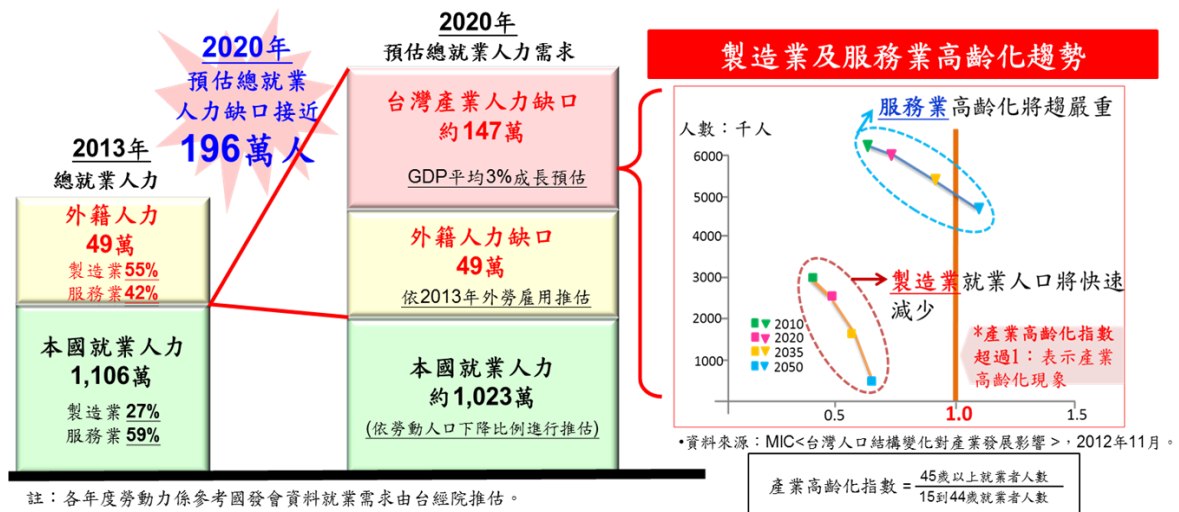 2020年
預估總就業
人力缺口接近
196萬人
2013年
總就業人力
外籍人力
49萬
製造業55%
服務業42%
本國就業人力
1,106萬
製造業27%
服務業59%
2020年
預估總就業人力需求
台灣產業人力缺口
約147萬
GDP平均3%成長預估
外籍人力缺口
49萬
依2013年外勞雇用推估
本國就業人力
約1,023萬
(依勞動人口下降比例進行推估)
註：各年度勞動力係參考國發會資料就業需求由台經院推估。
製造業及服務業高齡化趨勢
服務業高齡化將趨嚴重
人數：千人
6000
5000
4000
3000
2000
1000
0
0.5
1.0
1.5
製造業就業人口將快速
減少
2010
2020
2035
2050
*產業高齡化指數
超過1：表示產業
高齡化現象
•資料來源：MIC<台灣人口結構變化對產業發展影響>，2012年11月。
產業高齡化指數 = 45歲以上就業者人數
15到44歲就業者人數